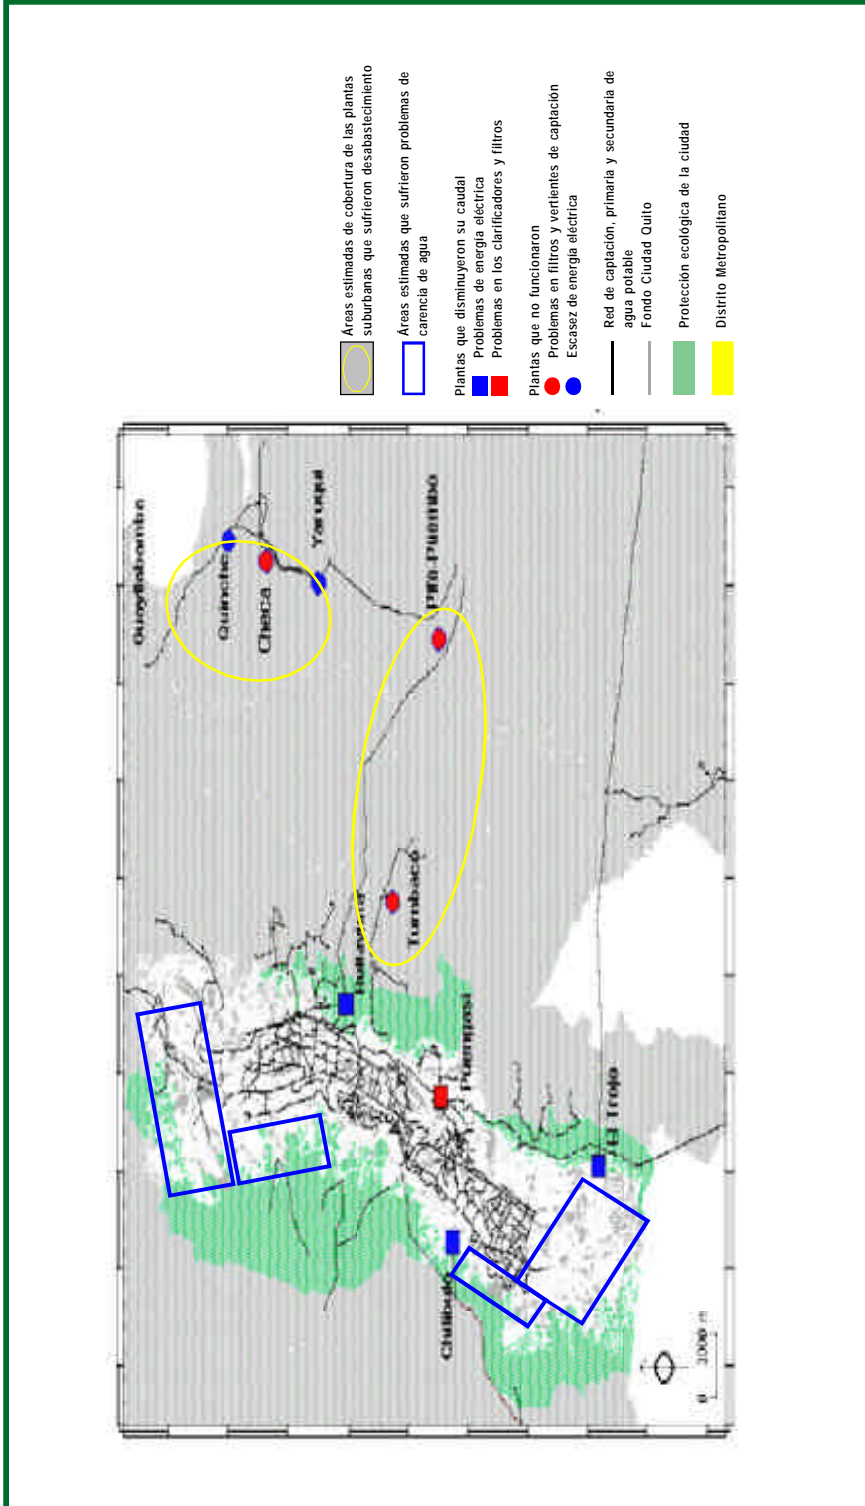 Áreas estimadas de cobertura de las plantas
suburbanas que sufrieron desabastecimiento
Áreas estimadas que sufrieron problemas de
carencia de agua
Plantas que disminuyeron su caudal
Problemas de energía eléctrica
Problemas en los clarificadores y filtros
Plantas que no funcionaron
Problemas en filtros y vertientes de captación
Escasez de energía eléctrica
Red de captación, primaria y secundaria de
agua potable
Fondo Ciudad Quito
Protección ecológica de la ciudad
Distrito Metropolitano
Guayllabamba
Quinche
Checa
Yaruqui
Pifo-Puembo
Tumbaco
Puengasi
El Troje
Chilibulo
0